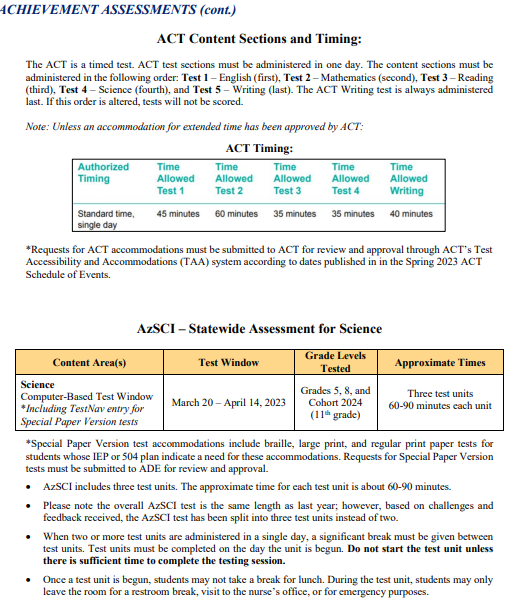 ACHIEVEMENT ASSESSMENTS (cont.)
ACT Content Sections and Timing:
The ACT is a timed test. ACT test sections must be administered in one day. The content sections must be
administered in the following order: Test 1 – English (first), Test 2 – Mathematics (second), Test 3 – Reading
(third), Test 4 – Science (fourth), and Test 5 – Writing (last). The ACT Writing test is always administered
last. If this order is altered, tests will not be scored.
Note: Unless an accommodation for extended time has been approved by ACT:
ACT Timing:
Authorized Time Time Time Time Time
Timing Allowed Allowed Allowed Allowed Allowed
Test 1 Test 2 Test 3 Test 4 Writing
Standard time, 45 minutes 60 minutes 35 minutes 35 minutes 40 minutes
single day
*Requests for ACT accommodations must be submitted to ACT for review and approval through ACT's Test
Accessibility and Accommodations (TAA) system according to dates published in in the Spring 2023 ACT
Schedule of Events.
AzSCI – Statewide Assessment for Science
Content Area(s) Test Window Grade Levels Tested Approximate Times
Science
Computer-Based Test Window
*Including TestNav entry for
Special Paper Version tests
March 20 – April 14, 2023
Grades 5, 8, and
Cohort 2024
(11th grade)
Three test units
60-90 minutes each unit
*Special Paper Version test accommodations include braille, large print, and regular print paper tests for
students whose IEP or 504 plan indicate a need for these accommodations. Requests for Special Paper Version
tests must be submitted to ADE for review and approval.
• AzSCI includes three test units. The approximate time for each test unit is about 60-90 minutes.
• Please note the overall AzSCI test is the same length as last year; however, based on challenges and
feedback received, the AzSCI test has been split into three test units instead of two.
• When two or more test units are administered in a single day, a significant break must be given between
test units. Test units must be completed on the day the unit is begun. Do not start the test unit unless
there is sufficient time to complete the testing session.
• Once a test unit is begun, students may not take a break for lunch. During the test unit, students may only
leave the room for a restroom break, visit to the nurse's office, or for emergency purposes.